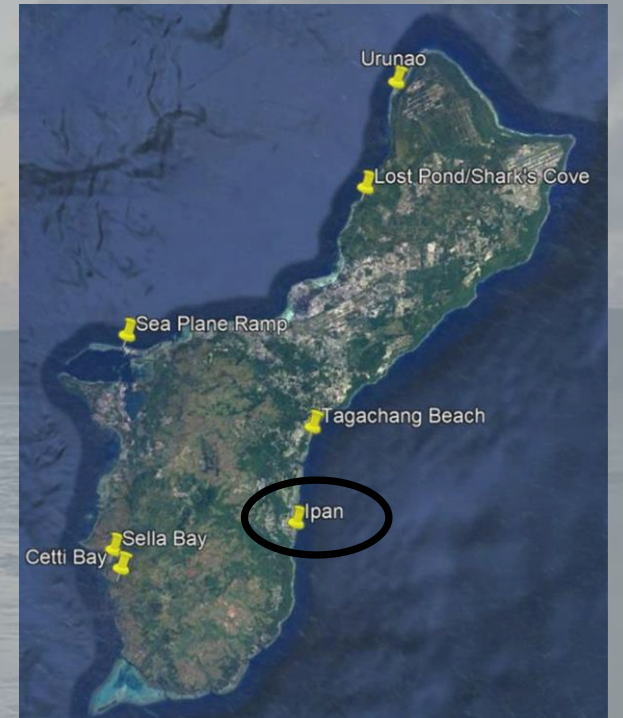 Urunao
Lost Pond/Shark's Cove
Sea Plane Ramp
Tagachang Beach
Ipan
Sella Bay
Cetti Bay